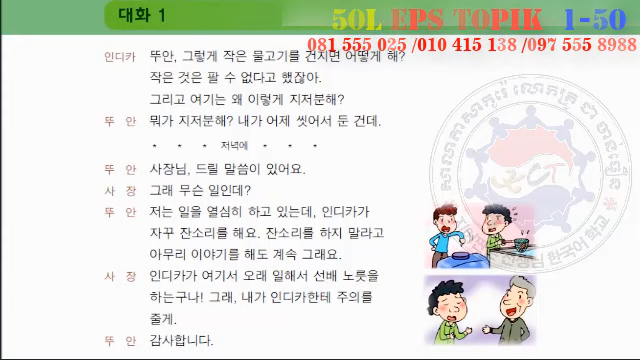 대화 1
50L EPS TOPIK 1-50
081 555 025 /010 415 138 /097 555 8988
인디카 뚜안, 그렇게 작은 물고기를 건지면 어떻게 해?
작은 것은 팔 수 없다고 했잖아.
그리고 여기는 왜 이렇게 지저분해?
뚜 안 뭐가 지저분해? 내가 어제 씻어서 둔 건데.
* * * 저녁에 * * *
뚜 안 사장님, 드릴 말씀이 있어요.
사 장 그래 무슨 일인데?
뚜 안 저는 일을 열심히 하고 있는데, 인디카가
자꾸 잔소리를 해요. 잔소리를 하지 말라고
아무리 이야기를 해도 계속 그래요.
사 장 인디카가 여기서 오래 일해서 선배 노릇을
하는구나! 그래, 내가 인디카한테 주의를
줄게.
뚜 안 감사합니다.